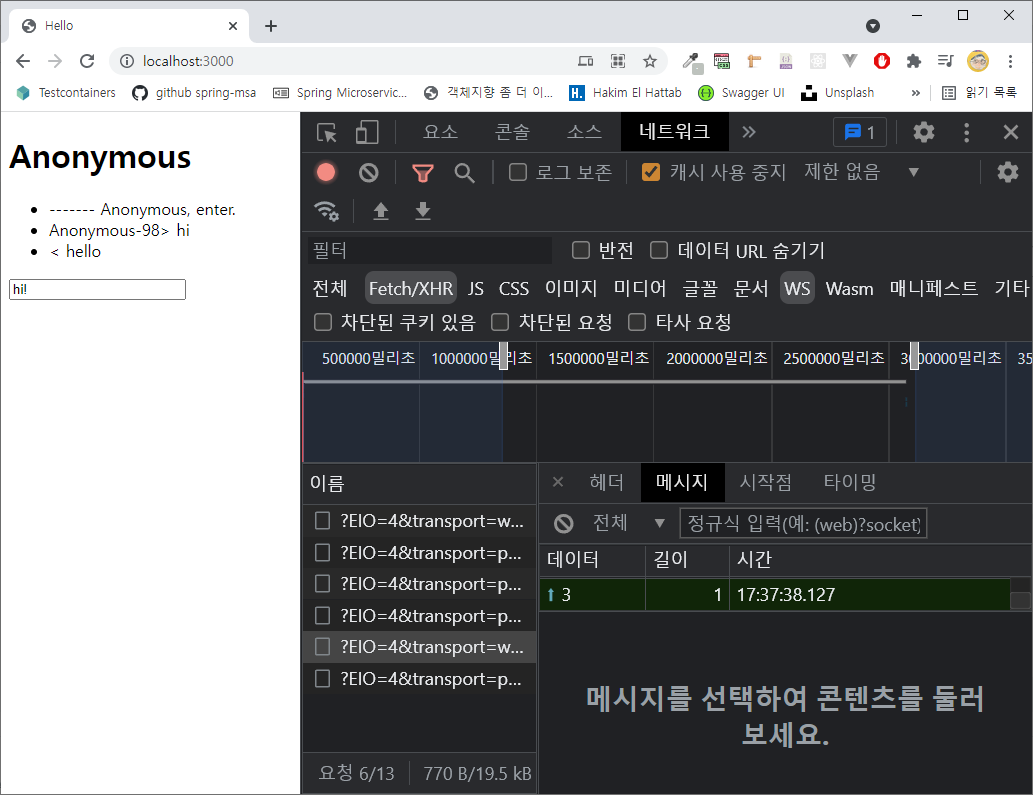 Hello
localhost:3000
Testcontainers github spring-msa Spring Microservic... 객체지향 좀 더 이... H. Hakim El Hattab Swagger UI Unsplash » 읽기 목록
Anonymous
------- Anonymous, enter.
Anonymous-98> hi
< hello
hi!
요소 콘솔 소스 네트워크 » 1
로그 보존 캐시 사용 중지 제한 없음
필터 반전 데이터 URL 숨기기
전체 Fetch/XHR JS CSS 이미지 미디어 글꼴 문서 WS Wasm 매니페스트 기타
차단된 쿠키 있음 차단된 요청 타사 요청
500000밀리초 1000000밀리초 1500000밀리초 2000000밀리초 2500000밀리초 3000000밀리초 35
이름
?EIO=4&transport=w...
?EIO=4&transport=p...
?EIO=4&transport=p...
?EIO=4&transport=p...
?EIO=4&transport=w...
?EIO=4&transport=p...
요청 6/13 770 B/19.5 kB
헤더 메시지 시작점 타이밍
전체 정규식 입력(예: (web)?socket)
데이터 길이 시간
3 1 17:37:38.127
메시지를 선택하여 콘텐츠를 둘러
보세요.